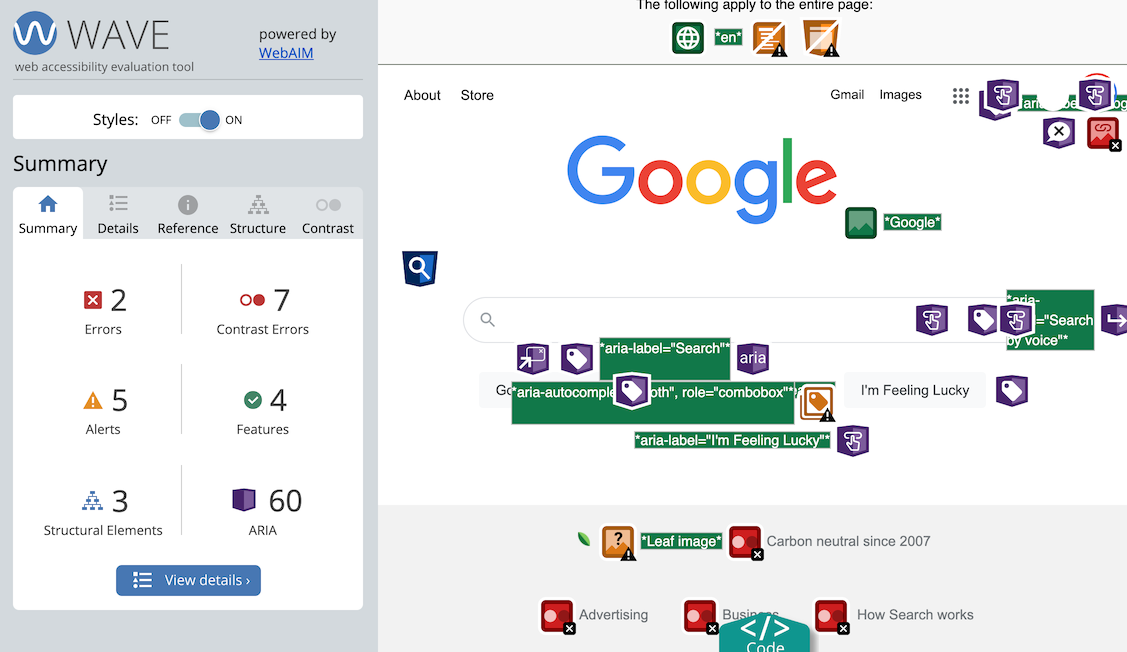 WAVE
powered by
WebAIM
web accessibility evaluation tool
Styles: OFF ON
Summary
Summary Details Reference Structure Contrast
2
Errors
7
Contrast Errors
5
Alerts
4
Features
3
Structural Elements
60
ARIA
View details ›
The following apply to the entire page:
*en*
About Store Gmail Images
Google
*Google*
*aria-
="Search
by voice"*
*aria-label="Search"*
aria
*aria-autocomple oth", role="combobox"*
I'm Feeling Lucky
*aria-label="I'm Feeling Lucky"*
*Leaf image*
Carbon neutral since 2007
Advertising Business How Search works
</>
Code